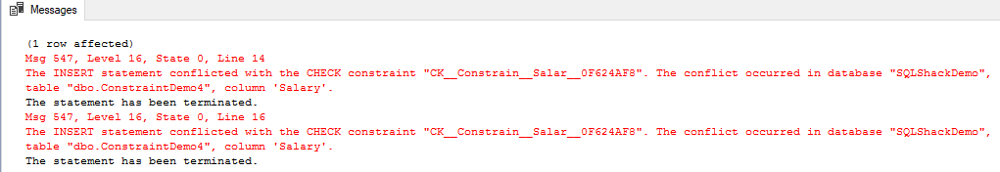 Messages
(1 row affected)
Msg 547, Level 16, State 0, Line 14
The INSERT statement conflicted with the CHECK constraint "CK__Constrain__Salar__0F624AF8". The conflict occurred in database "SQLShackDemo",
table "dbo.ConstraintDemo4", column 'Salary'.
The statement has been terminated.
Msg 547, Level 16, State 0, Line 16
The INSERT statement conflicted with the CHECK constraint "CK__Constrain__Salar__0F624AF8". The conflict occurred in database "SQLShackDemo",
table "dbo.ConstraintDemo4", column 'Salary'.
The statement has been terminated.